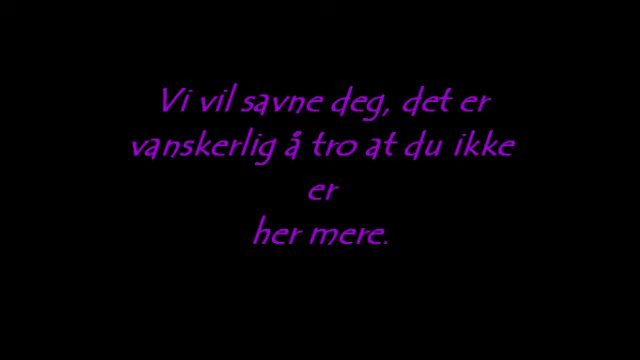 Vi vil savne deg, det er
vanskerlig å tro at du ikke
er
her mere.